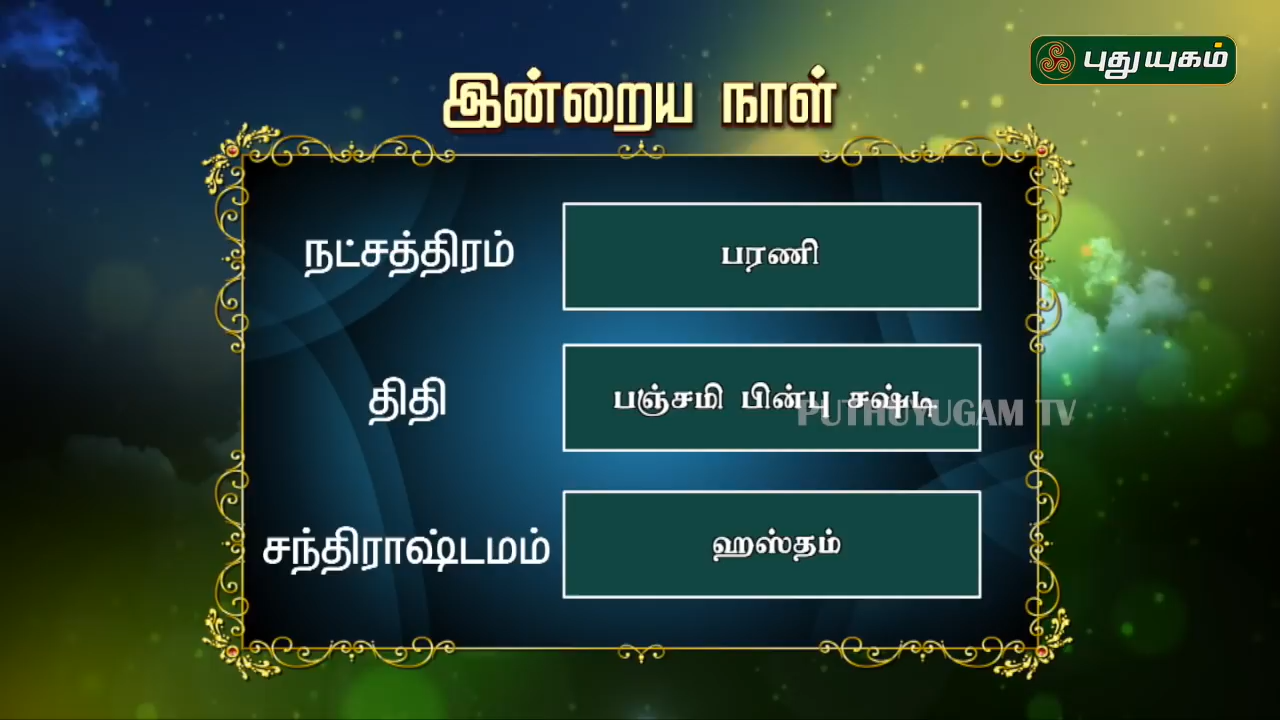 புதுயுகம்
இன்றைய நாள்
நட்சத்திரம்
பரணி
திதி
பஞ்சமி பின்பு சஷ்டி
PUTHUYUGAM TV
சந்திராஷ்டமம்
ஹஸ்தம்